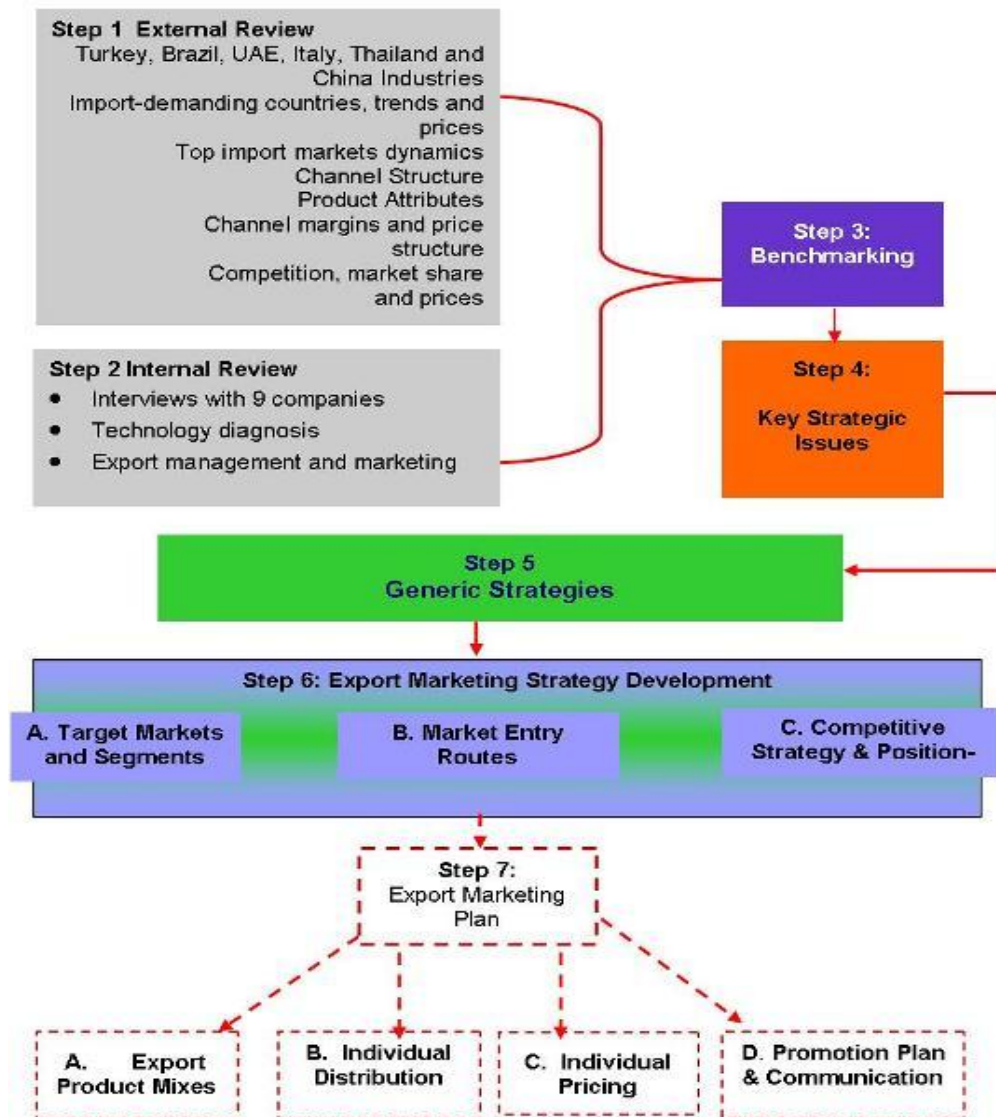 Step 1 External Review
Turkey, Brazil, UAE, Italy, Thailand and
China Industries
Import-demanding countries, trends and
prices
Top import markets dynamics
Channel Structure
Product Attributes
Channel margins and price
structure
Competition, market share
and prices
Step 2 Internal Review
• Interviews with 9 companies
• Technology diagnosis
• Export management and marketing
Step 3:
Benchmarking
Step 4:
Key Strategic
Issues
Step 5
Generic Strategies
Step 6: Export Marketing Strategy Development
A. Target Markets
and Segments
B. Market Entry
Routes
C. Competitive
Strategy & Position-
Step 7:
Export Marketing
Plan
A. Export
Product Mixes
B. Individual
Distribution
C. Individual
Pricing
D. Promotion Plan
& Communication